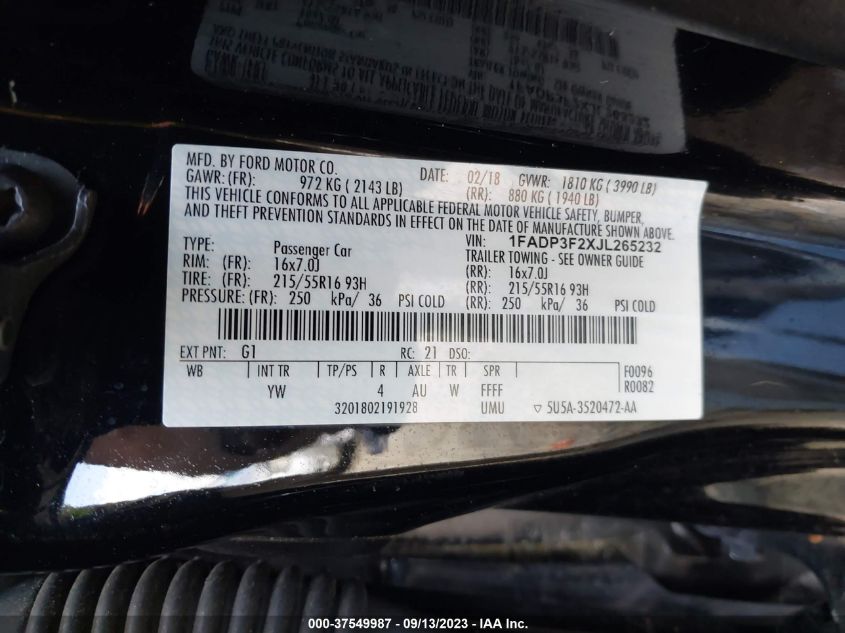 MFD. BY FORD MOTOR CO. DATE: 02/18 GVWR: 1810 KG ( 3990 LB)
GAWR: (FR): 972 KG ( 2143 LB) (RR): 880 KG ( 1940 LB)
THIS VEHICLE CONFORMS TO ALL APPLICABLE FEDERAL MOTOR VEHICLE SAFETY, BUMPER,
AND THEFT PREVENTION STANDARDS IN EFFECT ON THE DATE OF MANUFACTURE SHOWN ABOVE.
VIN: 1FADP3F2XJL265232
TYPE: Passenger Car TRAILER TOWING - SEE OWNER GUIDE
RIM: (FR): 16x7.0J (RR): 16x7.0J
TIRE: (FR): 215/55R16 93H (RR): 215/55R16 93H
PRESSURE: (FR): 250 kPa/ 36 PSI COLD (RR): 250 kPa/ 36 PSI COLD
EXT PNT: G1 RC: 21 DSO:
WB INT TR TP/PS R AXLE TR SPR F0096
YW 4 AU W FFFF R0082
3201802191928 UMU ▽ 5U5A-3520472-AA
000-37549987 - 09/13/2023 - IAA Inc.